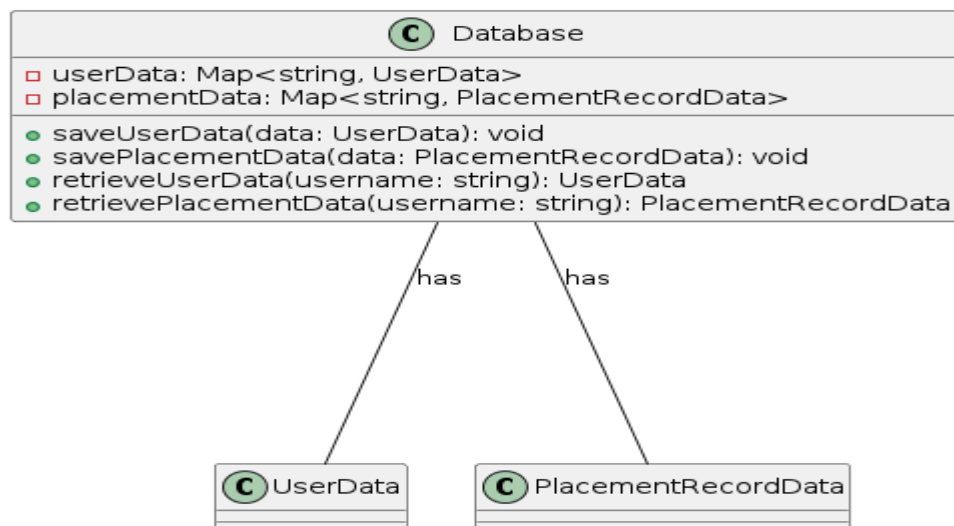 C Database
userData: Map<string, UserData>
placementData: Map<string, PlacementRecordData>
saveUserData(data: UserData): void
savePlacementData(data: PlacementRecordData): void
retrieveUserData(username: string): UserData
retrievePlacementData(username: string): PlacementRecordData
has has
C UserData C PlacementRecordData